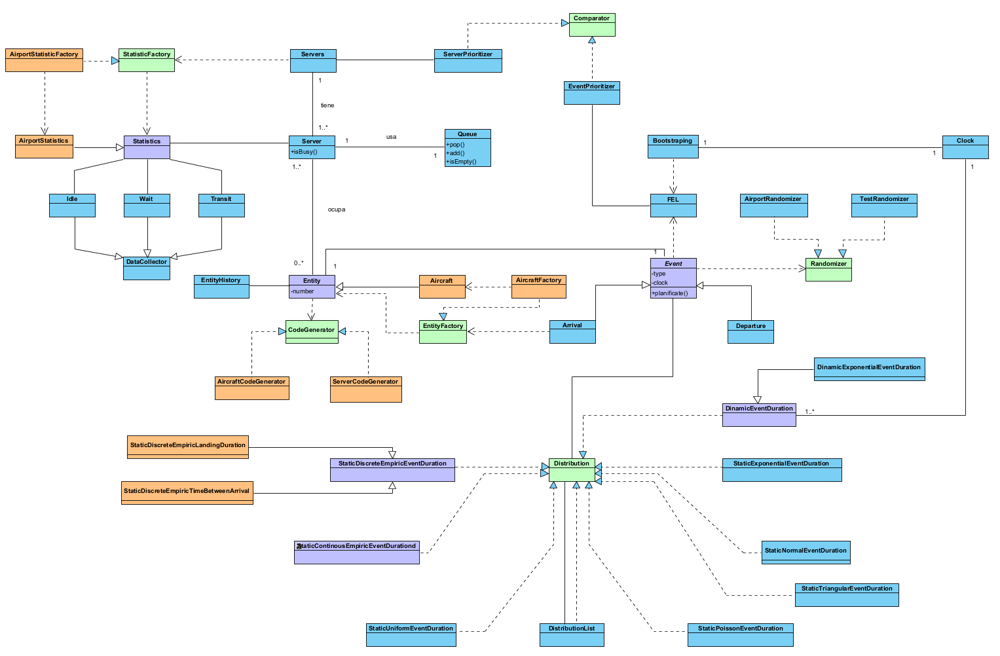 Comparator
AirportStatisticFactory
StatisticFactory
Servers
ServerPrioritizer
EventPrioritizer
1
tiene
1..*
AirportStatistics
Statistics
Server
+isBusy()
1
usa
1
Queue
+pop()
+add()
+isEmpty()
Bootstraping
1
1
Clock
1
1..*
Idle
Wait
Transit
FEL
AirportRandomizer
TestRandomizer
ocupa
DataCollector
0..*
1
1
EntityHistory
Entity
-number
Aircraft
AircraftFactory
Event
-type
-clock
+planificate()
Randomizer
CodeGenerator
EntityFactory
Arrival
Departure
AircraftCodeGenerator
ServerCodeGenerator
DinamicExponentialEventDuration
DinamicEventDuration
1..*
StaticDiscreteEmpiricLandingDuration
StaticDiscreteEmpiricEventDuration
Distribution
StaticExponentialEventDuration
StaticDiscreteEmpiricTimeBetweenArrival
StaticContinousEmpiricEventDurationd
StaticNormalEventDuration
StaticTriangularEventDuration
StaticUniformEventDuration
DistributionList
StaticPoissonEventDuration